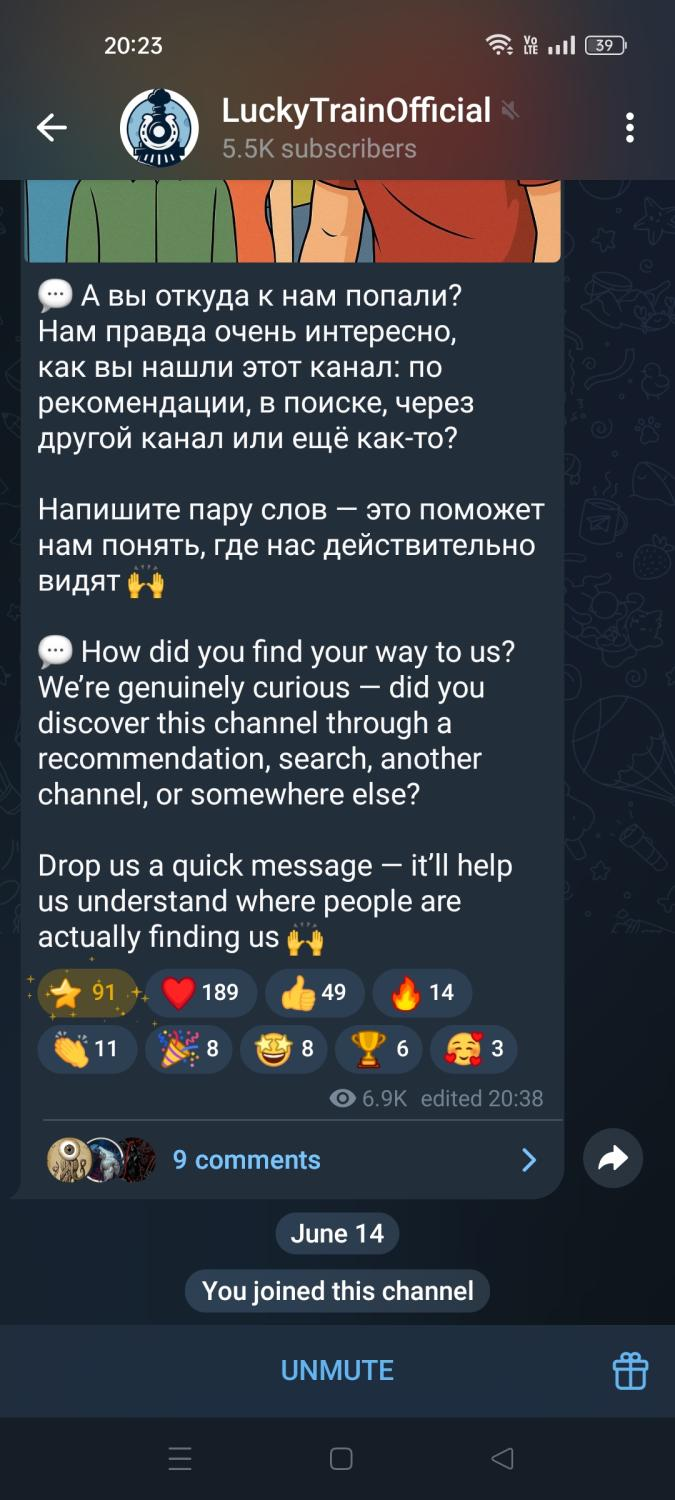 20:23
Vo
LTE
39
LuckyTrainOfficial
5.5K subscribers
💬 А вы откуда к нам попали?
Нам правда очень интересно,
как вы нашли этот канал: по
рекомендации, в поиске, через
другой канал или ещё как-то?
Напишите пару слов — это поможет
нам понять, где нас действительно
видят 🙌
💬 How did you find your way to us?
We’re genuinely curious — did you
discover this channel through a
recommendation, search, another
channel, or somewhere else?
Drop us a quick message — it’ll help
us understand where people are
actually finding us 🙌
⭐ 91 ❤️ 189 👍 49 🔥 14
👏 11 🎉 8 🤩 8 🏆 6 🥰 3
6.9K edited 20:38
9 comments
June 14
You joined this channel
UNMUTE